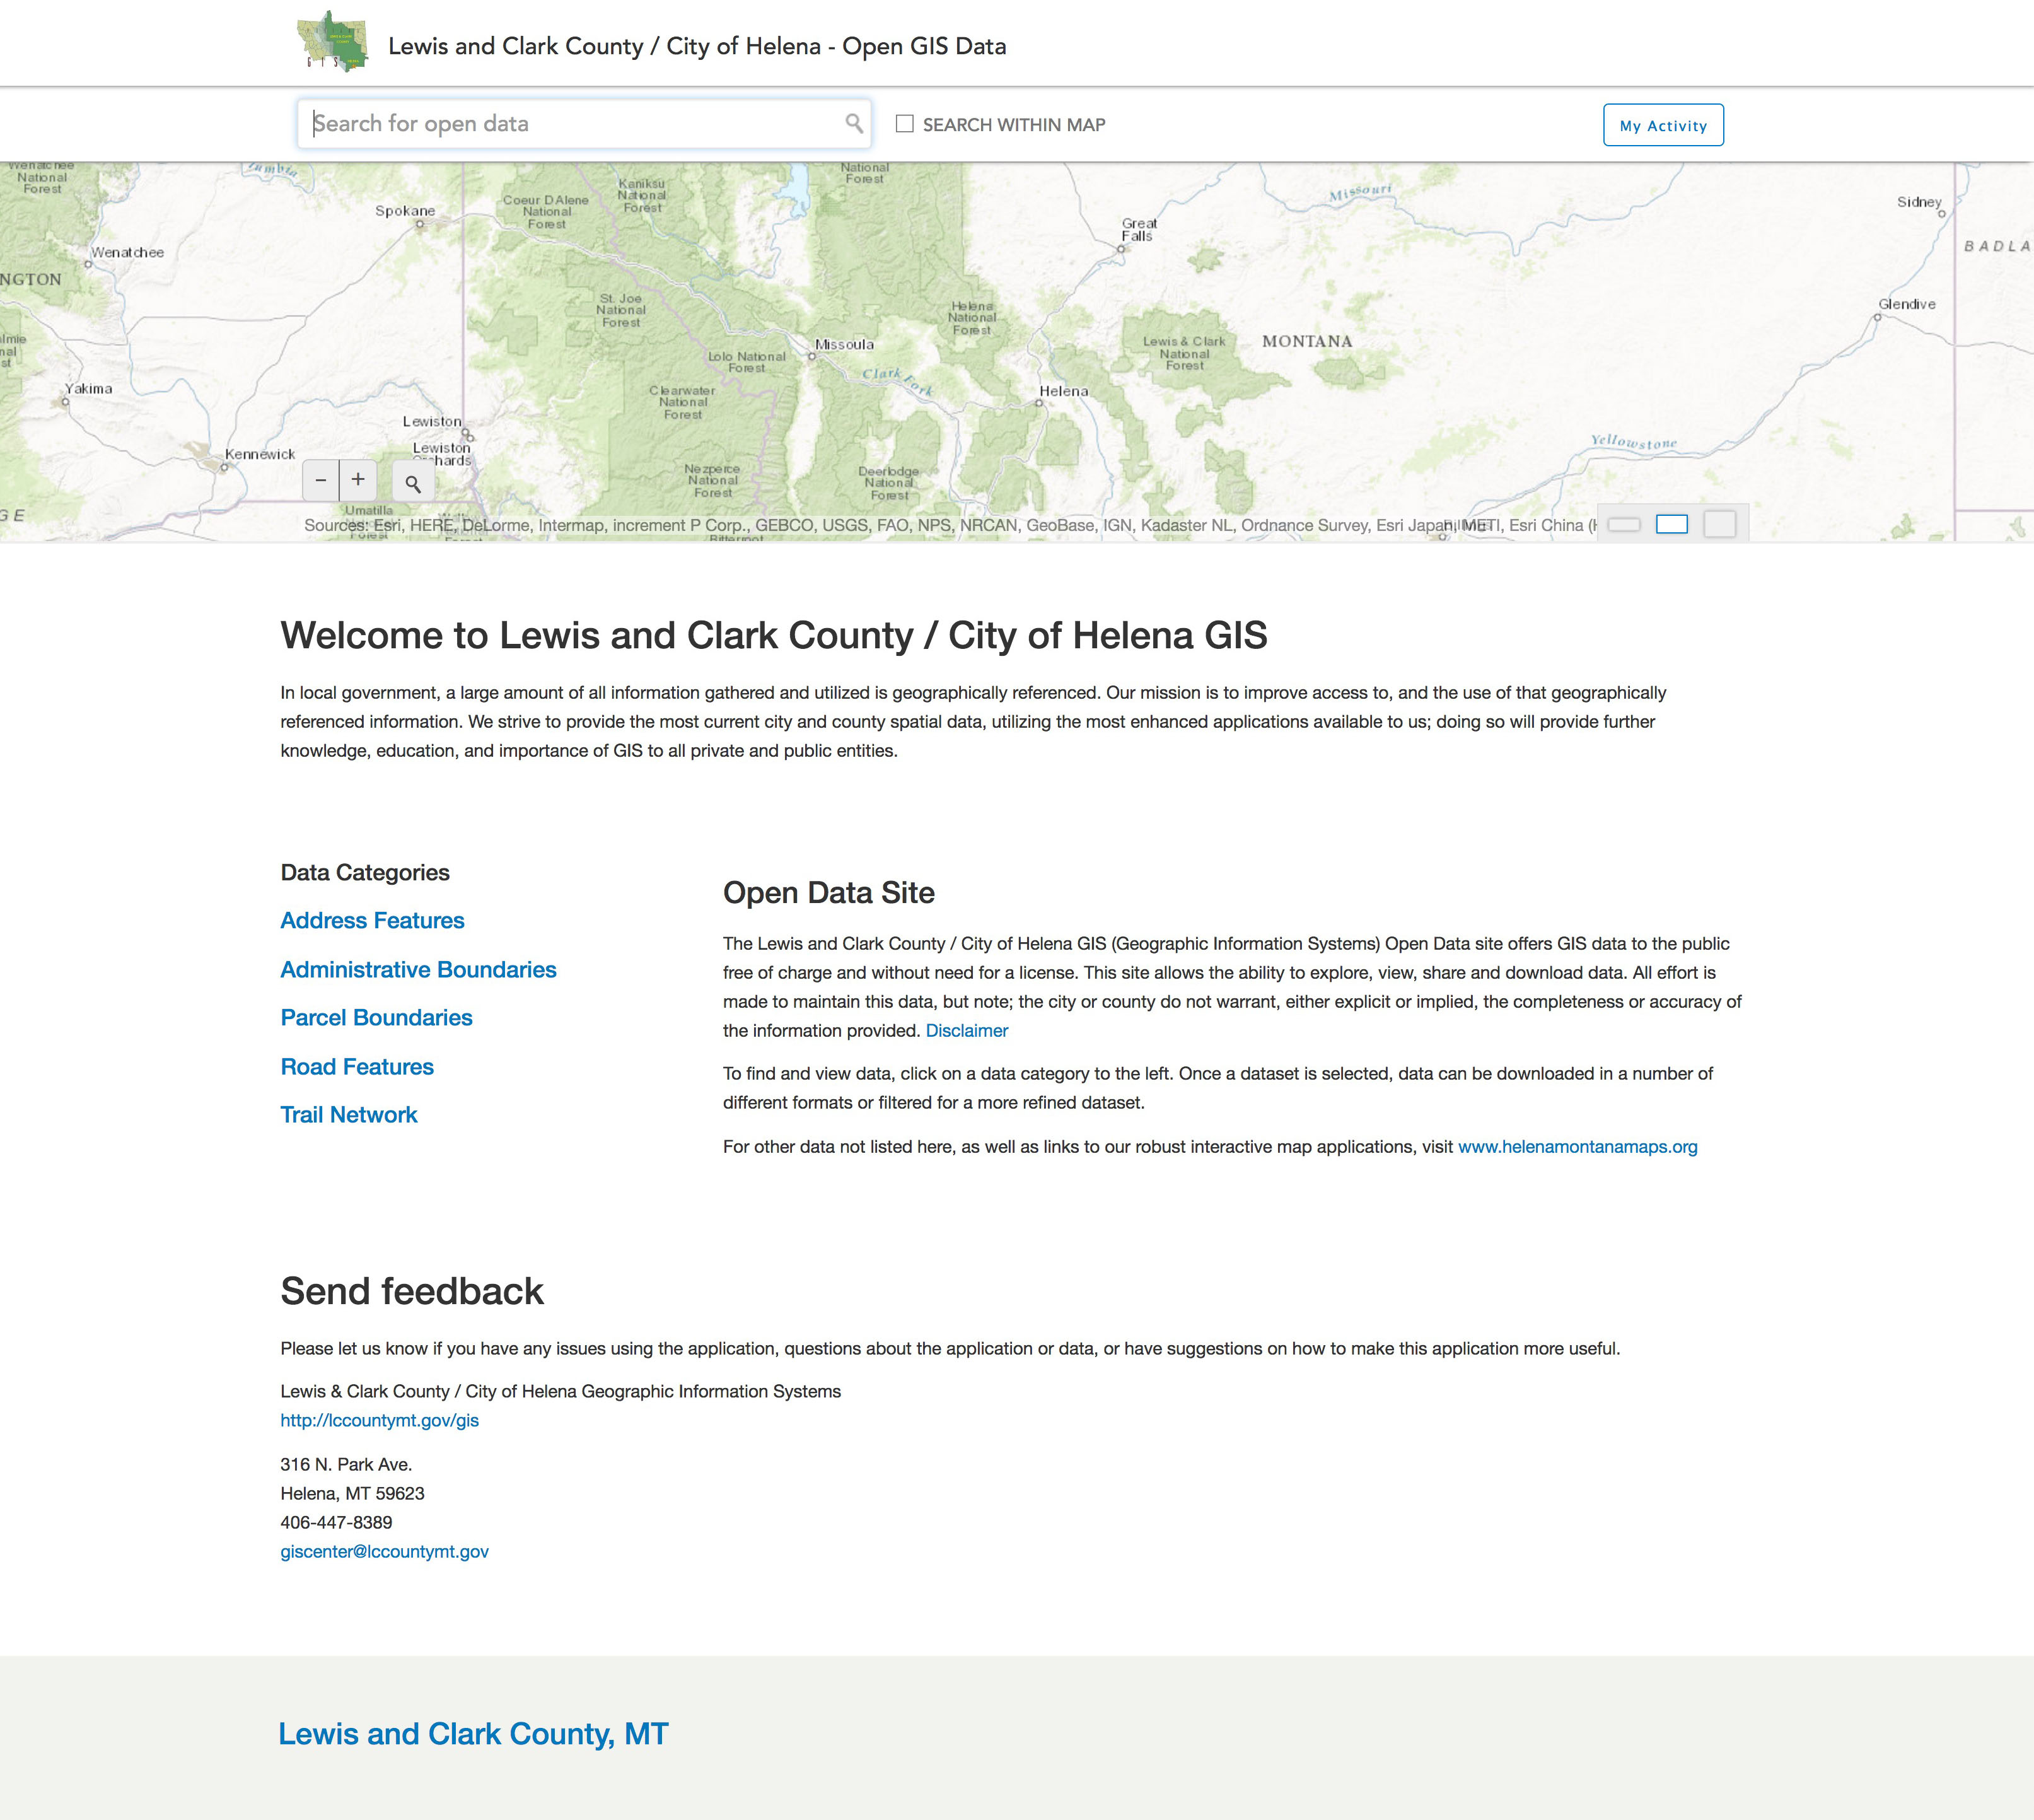 Lewis and Clark County / City of Helena - Open GIS Data
GIS
Search for open data
SEARCH WITHIN MAP
My Activity
Wenatchee
National
Forest
Spokane
Coeur DAlene
National
Forest
Kaniksu
National
Forest
National
Forest
Missouri
Sidney
Great
Falls
Wenatchee
NGTON
BADLA
St. Joe
National
Forest
Helena
National
Forest
Glendive
Lewis & Clark
National
Forest
MONTANA
Missoula
Lolo National
Forest
Clark Fork
Yakima
Clearwater
National
Forest
Helena
Lewiston
Lewiston
Kennewick
Yellowstone
Nezperce
National
Forest
Deerlodge
National
Forest
- +
GE
Umatilla
Sources: Esri, HERE, DeLorme, Intermap, increment P Corp., GEBCO, USGS, FAO, NPS, NRCAN, GeoBase, IGN, Kadaster NL, Ordnance Survey, Esri Japan, METI, Esri China (
Welcome to Lewis and Clark County / City of Helena GIS
In local government, a large amount of all information gathered and utilized is geographically referenced. Our mission is to improve access to, and the use of that geographically
referenced information. We strive to provide the most current city and county spatial data, utilizing the most enhanced applications available to us; doing so will provide further
knowledge, education, and importance of GIS to all private and public entities.
Data Categories
Address Features
Administrative Boundaries
Parcel Boundaries
Road Features
Trail Network
Open Data Site
The Lewis and Clark County / City of Helena GIS (Geographic Information Systems) Open Data site offers GIS data to the public
free of charge and without need for a license. This site allows the ability to explore, view, share and download data. All effort is
made to maintain this data, but note; the city or county do not warrant, either explicit or implied, the completeness or accuracy of
the information provided. Disclaimer
To find and view data, click on a data category to the left. Once a dataset is selected, data can be downloaded in a number of
different formats or filtered for a more refined dataset.
For other data not listed here, as well as links to our robust interactive map applications, visit www.helenamontanamaps.org
Send feedback
Please let us know if you have any issues using the application, questions about the application or data, or have suggestions on how to make this application more useful.
Lewis & Clark County / City of Helena Geographic Information Systems
http://lccountymt.gov/gis
316 N. Park Ave.
Helena, MT 59623
406-447-8389
giscenter@lccountymt.gov
Lewis and Clark County, MT